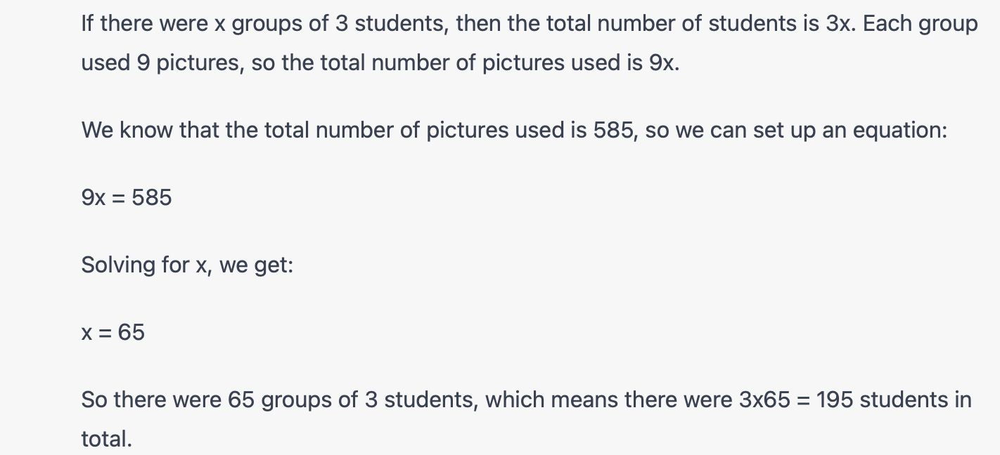 If there were x groups of 3 students, then the total number of students is 3x. Each group
used 9 pictures, so the total number of pictures used is 9x.
We know that the total number of pictures used is 585, so we can set up an equation:
9x = 585
Solving for x, we get:
x = 65
So there were 65 groups of 3 students, which means there were 3x65 = 195 students in
total.